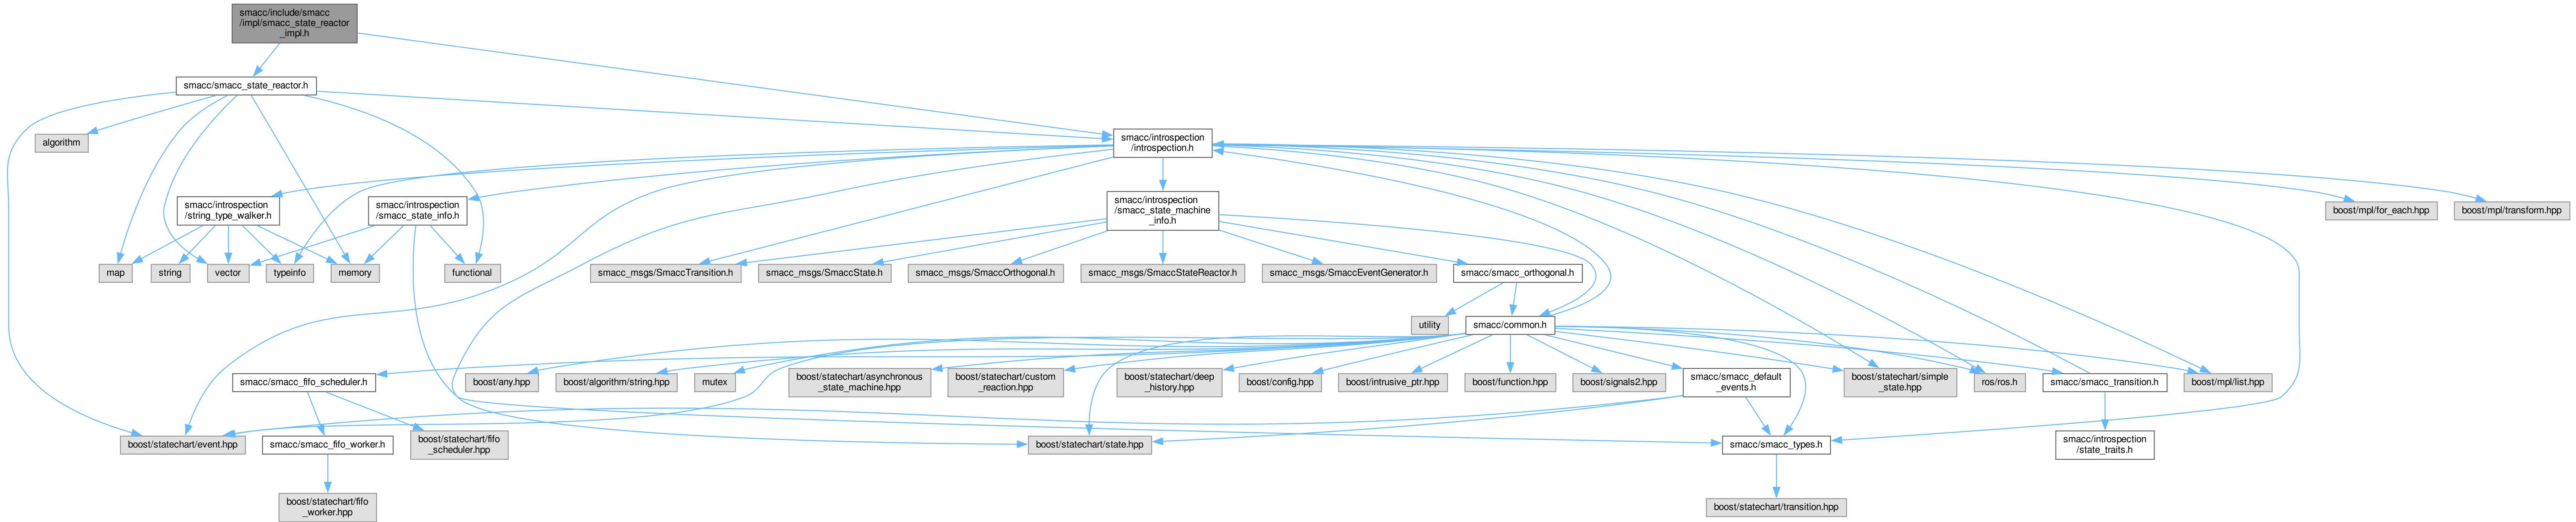 smacc/include/smacc
/impl/smacc_state_reactor
_impl.h
smacc/smacc_state_reactor.h
algorithm
smacc/introspection
/introspection.h
smacc/introspection
/string_type_walker.h
smacc/introspection
/smacc_state_info.h
smacc/introspection
/smacc_state_machine
_info.h
boost/mpl/for_each.hpp
boost/mpl/transform.hpp
map
string
vector
typeinfo
memory
functional
smacc_msgs/SmaccTransition.h
smacc_msgs/SmaccState.h
smacc_msgs/SmaccOrthogonal.h
smacc_msgs/SmaccStateReactor.h
smacc_msgs/SmaccEventGenerator.h
smacc/smacc_orthogonal.h
utility
smacc/common.h
smacc/smacc_fifo_scheduler.h
boost/any.hpp
boost/algorithm/string.hpp
mutex
boost/statechart/asynchronous
_state_machine.hpp
boost/statechart/custom
_reaction.hpp
boost/statechart/deep
_history.hpp
boost/config.hpp
boost/intrusive_ptr.hpp
boost/function.hpp
boost/signals2.hpp
smacc/smacc_default
_events.h
boost/statechart/simple
_state.hpp
ros/ros.h
smacc/smacc_transition.h
boost/mpl/list.hpp
boost/statechart/event.hpp
smacc/smacc_fifo_worker.h
boost/statechart/fifo
_scheduler.hpp
boost/statechart/state.hpp
smacc/smacc_types.h
smacc/introspection
/state_traits.h
boost/statechart/fifo
_worker.hpp
boost/statechart/transition.hpp